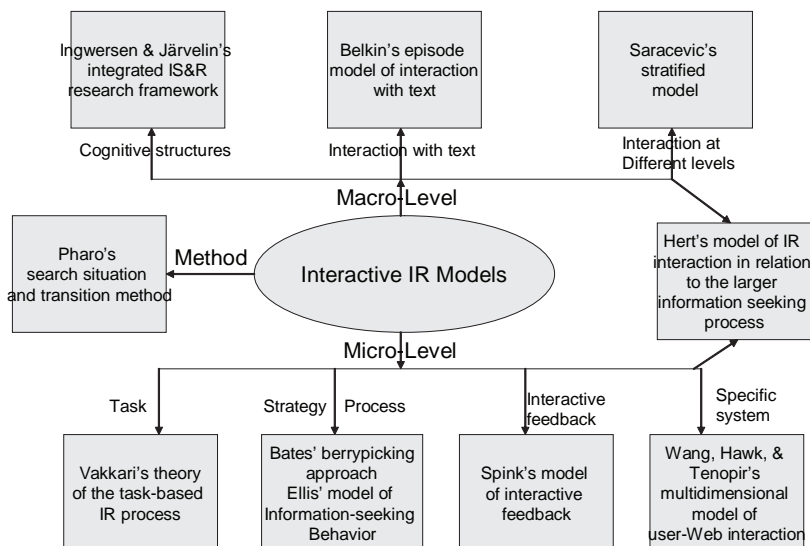 Ingwersen & Järvelin's
integrated IS&R
research framework
Belkin's episode
model of interaction
with text
Saracevic's
stratified
model
Cognitive structures
Interaction with text
Interaction at
Different levels
Macro-Level
Pharo's
search situation
and transition method
Method
Interactive IR Models
Hert's model of IR
interaction in relation
to the larger
information seeking
process
Micro-Level
Task
Strategy
Process
Interactive
feedback
Specific
system
Vakkari's theory
of the task-based
IR process
Bates' berrypicking
approach
Ellis' model of
Information-seeking
Behavior
Spink's model
of interactive
feedback
Wang, Hawk, &
Tenopir's
multidimensional
model of
user-Web interaction